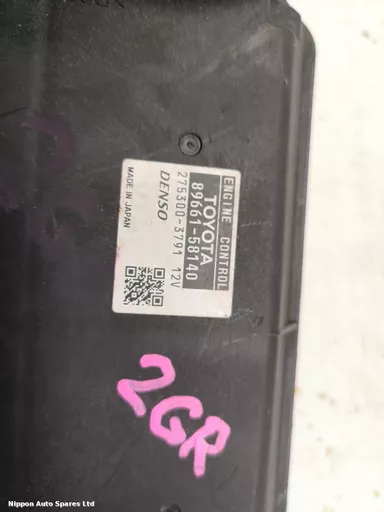 ENGINE CONTROL
TOYOTA
89661-58140
275300-3791 12V
DENSO
MADE IN JAPAN
2GR
Nippon Auto Spares Ltd